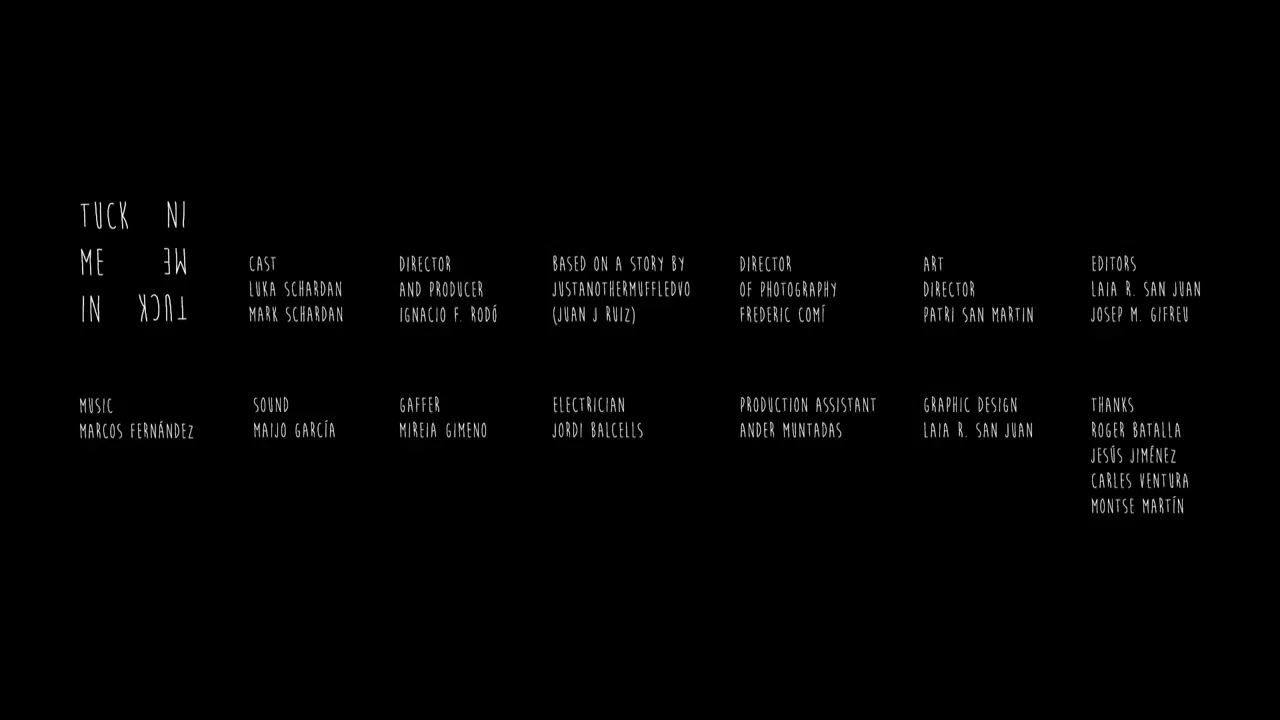 TUCK
ME
IN
TUCK
ME
IN
CAST
LUKA SCHARDAN
MARK SCHARDAN
DIRECTOR
AND PRODUCER
IGNACIO F. RODÓ
BASED ON A STORY BY
JUSTANOTHERMUFFLEDVO
(JUAN J RUIZ)
DIRECTOR
OF PHOTOGRAPHY
FREDERIC COMÍ
ART
DIRECTOR
PATRI SAN MARTIN
EDITORS
LAIA R. SAN JUAN
JOSEP M. GIFREU
MUSIC
MARCOS FERNÁNDEZ
SOUND
MAIJO GARCÍA
GAFFER
MIREIA GIMENO
ELECTRICIAN
JORDI BALCELLS
PRODUCTION ASSISTANT
ANDER MUNTADAS
GRAPHIC DESIGN
LAIA R. SAN JUAN
THANKS
ROGER BATALLA
JESÚS JIMÉNEZ
CARLES VENTURA
MONTSE MARTÍN